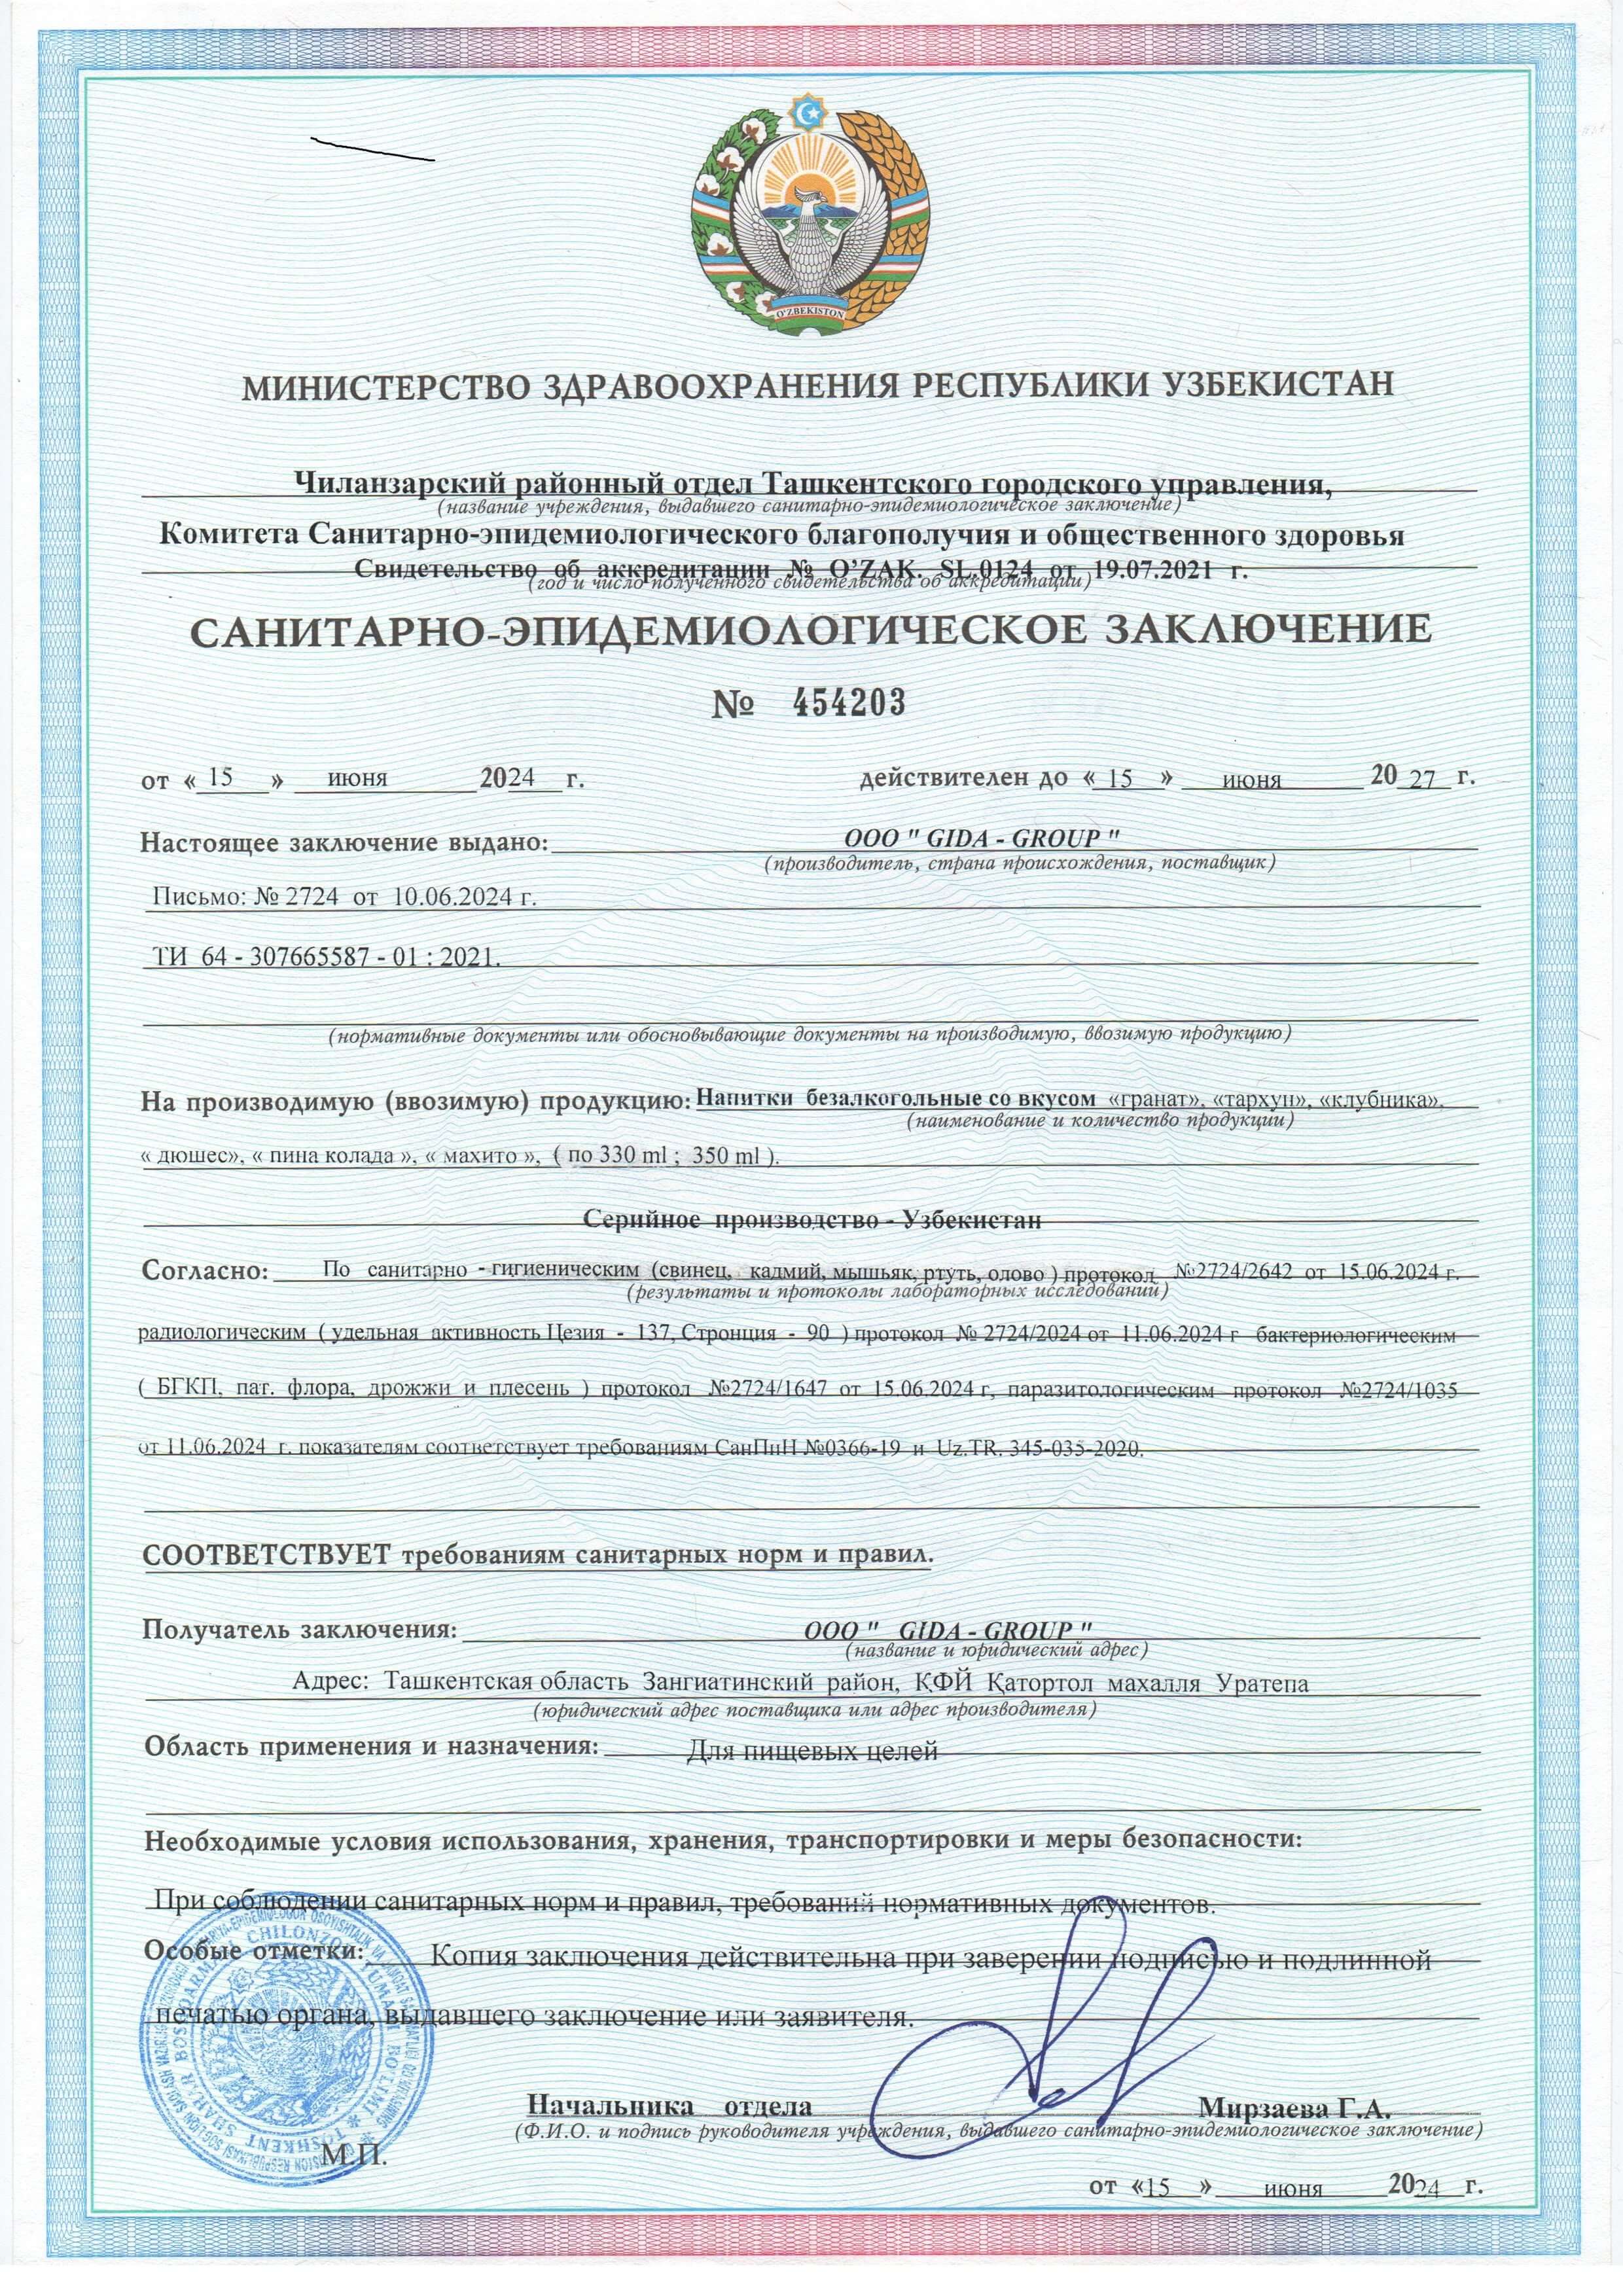 O'ZBEKISTON
МИНИСТЕРСТВО ЗДРАВООХРАНЕНИЯ РЕСПУБЛИКИ УЗБЕКИСТАН
Чиланзарский районный отдел Ташкентского городского управления,
(название учреждения, выдавшего санитарно-эпидемиологическое заключение)
Комитета Санитарно-эпидемиологического благополучия и общественного здоровья
Свидетельство об аккредитации № O’ZAK. SL.0124 от 19.07.2021 г.
(год и число полученного свидетельства об аккредитации)
САНИТАРНО-ЭПИДЕМИОЛОГИЧЕСКОЕ ЗАКЛЮЧЕНИЕ
№ 454203
от « 15 » июня 2024 г. действителен до « 15 » июня 20 27 г.
Настоящее заключение выдано: ООО " GIDA - GROUP "
(производитель, страна происхождения, поставщик)
Письмо: № 2724 от 10.06.2024 г.
ТИ 64 - 307665587 - 01 : 2021.
(нормативные документы или обосновывающие документы на производимую, ввозимую продукцию)
На производимую (ввозимую) продукцию: Напитки безалкогольные со вкусом «гранат», «тархун», «клубника»,
(наименование и количество продукции)
« дюшес», « пина колада », « махито », ( по 330 ml ; 350 ml ).
Серийное производство - Узбекистан
Согласно: По санитарно - гигиеническим (свинец, кадмий, мышьяк, ртуть, олово ) протокол №2724/2642 от 15.06.2024 г.
(результаты и протоколы лабораторных исследований)
радиологическим ( удельная активность Цезия - 137, Стронция - 90 ) протокол № 2724/2024 от 11.06.2024 г бактериологическим
( БГКП, пат. флора, дрожжи и плесень ) протокол №2724/1647 от 15.06.2024 г, паразитологическим протокол №2724/1035
от 11.06.2024 г. показателям соответствует требованиям СанПиН №0366-19 и Uz.TR. 345-035-2020.
СООТВЕТСТВУЕТ требованиям санитарных норм и правил.
Получатель заключения: ООО " GIDA - GROUP "
(название и юридический адрес)
Адрес: Ташкентская область Зангиатинский район, КФЙ Қатортол махалля Уратепа
(юридический адрес поставщика или адрес производителя)
Область применения и назначения: Для пищевых целей
Необходимые условия использования, хранения, транспортировки и меры безопасности:
При соблюдении санитарных норм и правил, требований нормативных документов.
Особые отметки: Копия заключения действительна при заверении подписью и подлинной
печатью органа, выдавшего заключение или заявителя.
Начальника отдела Мирзаева Г.А.
(Ф.И.О. и подпись руководителя учреждения, выдавшего санитарно-эпидемиологическое заключение)
М.П.
от «15 » июня 2024 г.